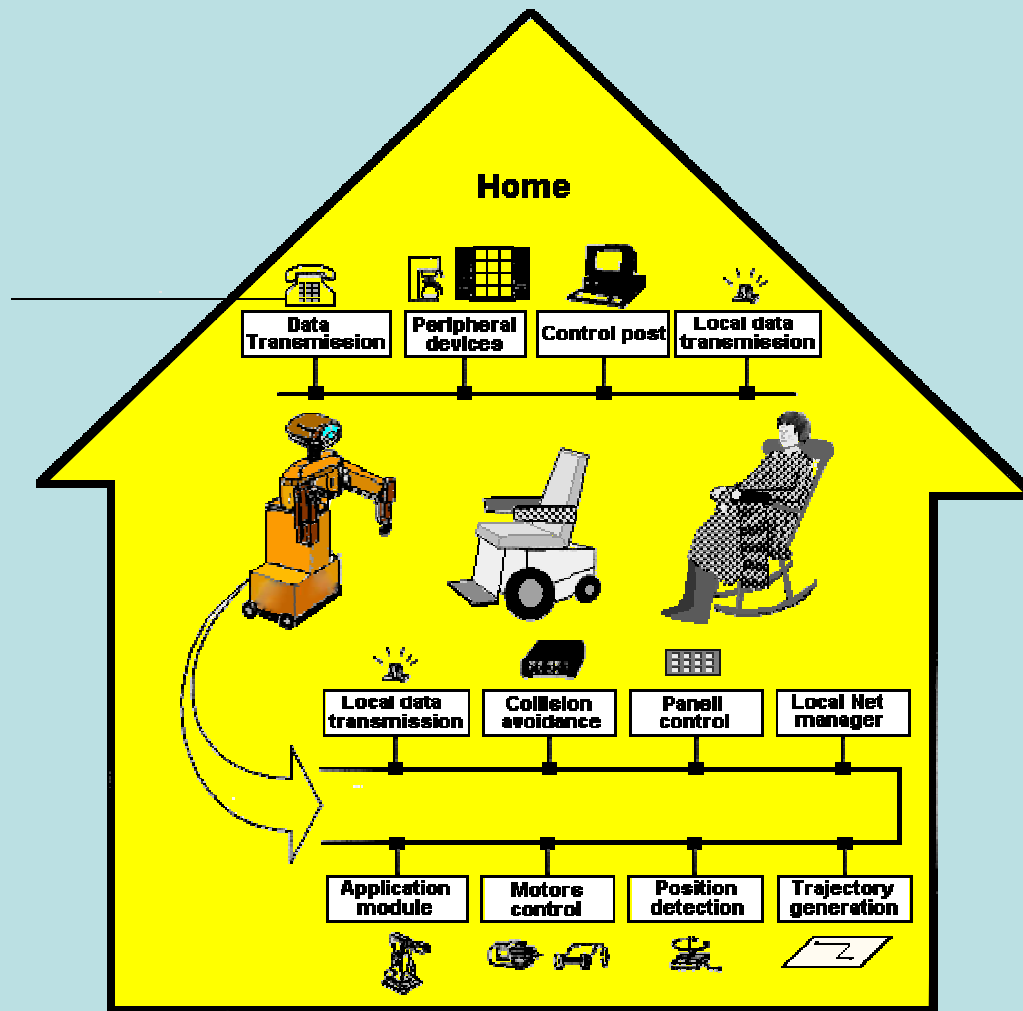 Home
Data
Transmission
Peripheral
devices
Control post
Local data
transmission
Local data
transmission
Collision
avoidance
Panell
control
Local Net
manager
Application
module
Motors
control
Position
detection
Trajectory
generation